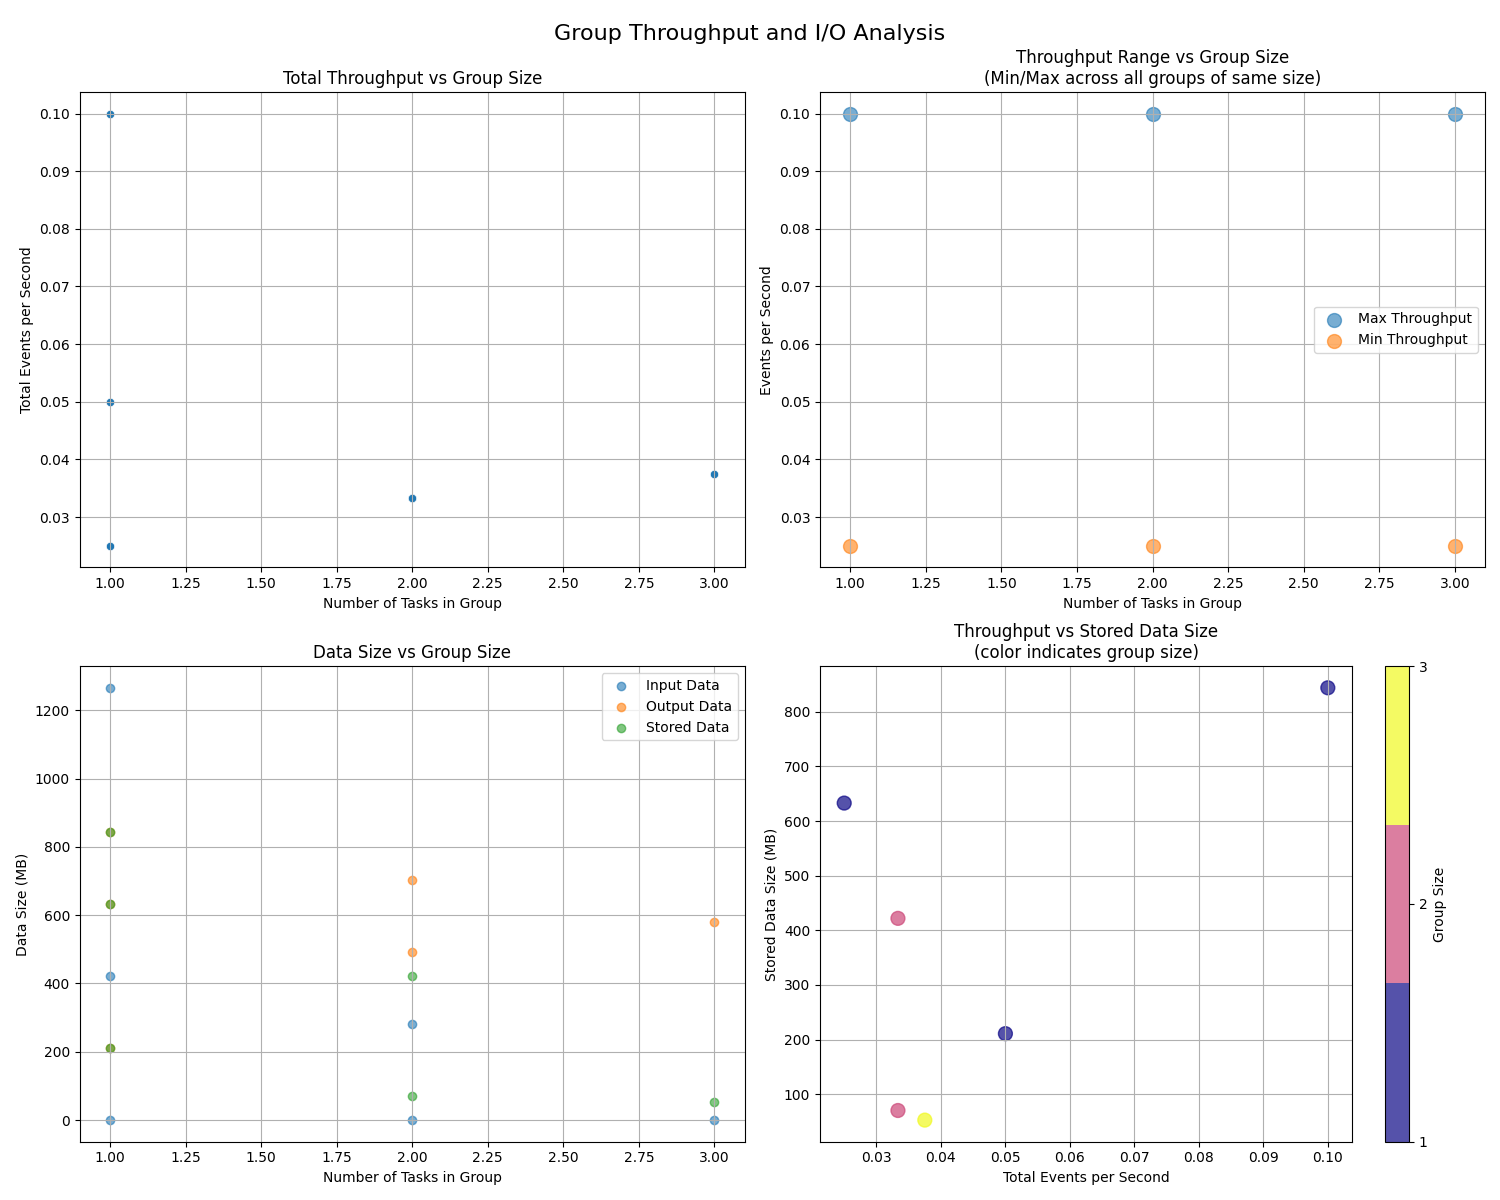 Group Throughput and I/O Analysis
Total Throughput vs Group Size
Total Events per Second
0.10
0.09
0.08
0.07
0.06
0.05
0.04
0.03
1.00 1.25 1.50 1.75 2.00 2.25 2.50 2.75 3.00
Number of Tasks in Group
Throughput Range vs Group Size
(Min/Max across all groups of same size)
Events per Second
0.10
0.09
0.08
0.07
0.06
0.05
0.04
0.03
Max Throughput
Min Throughput
1.00 1.25 1.50 1.75 2.00 2.25 2.50 2.75 3.00
Number of Tasks in Group
Data Size vs Group Size
Data Size (MB)
1200
1000
800
600
400
200
0
Input Data
Output Data
Stored Data
1.00 1.25 1.50 1.75 2.00 2.25 2.50 2.75 3.00
Number of Tasks in Group
Throughput vs Stored Data Size
(color indicates group size)
Stored Data Size (MB)
800
700
600
500
400
300
200
100
0.03 0.04 0.05 0.06 0.07 0.08 0.09 0.10
Total Events per Second
3
2
1
Group Size